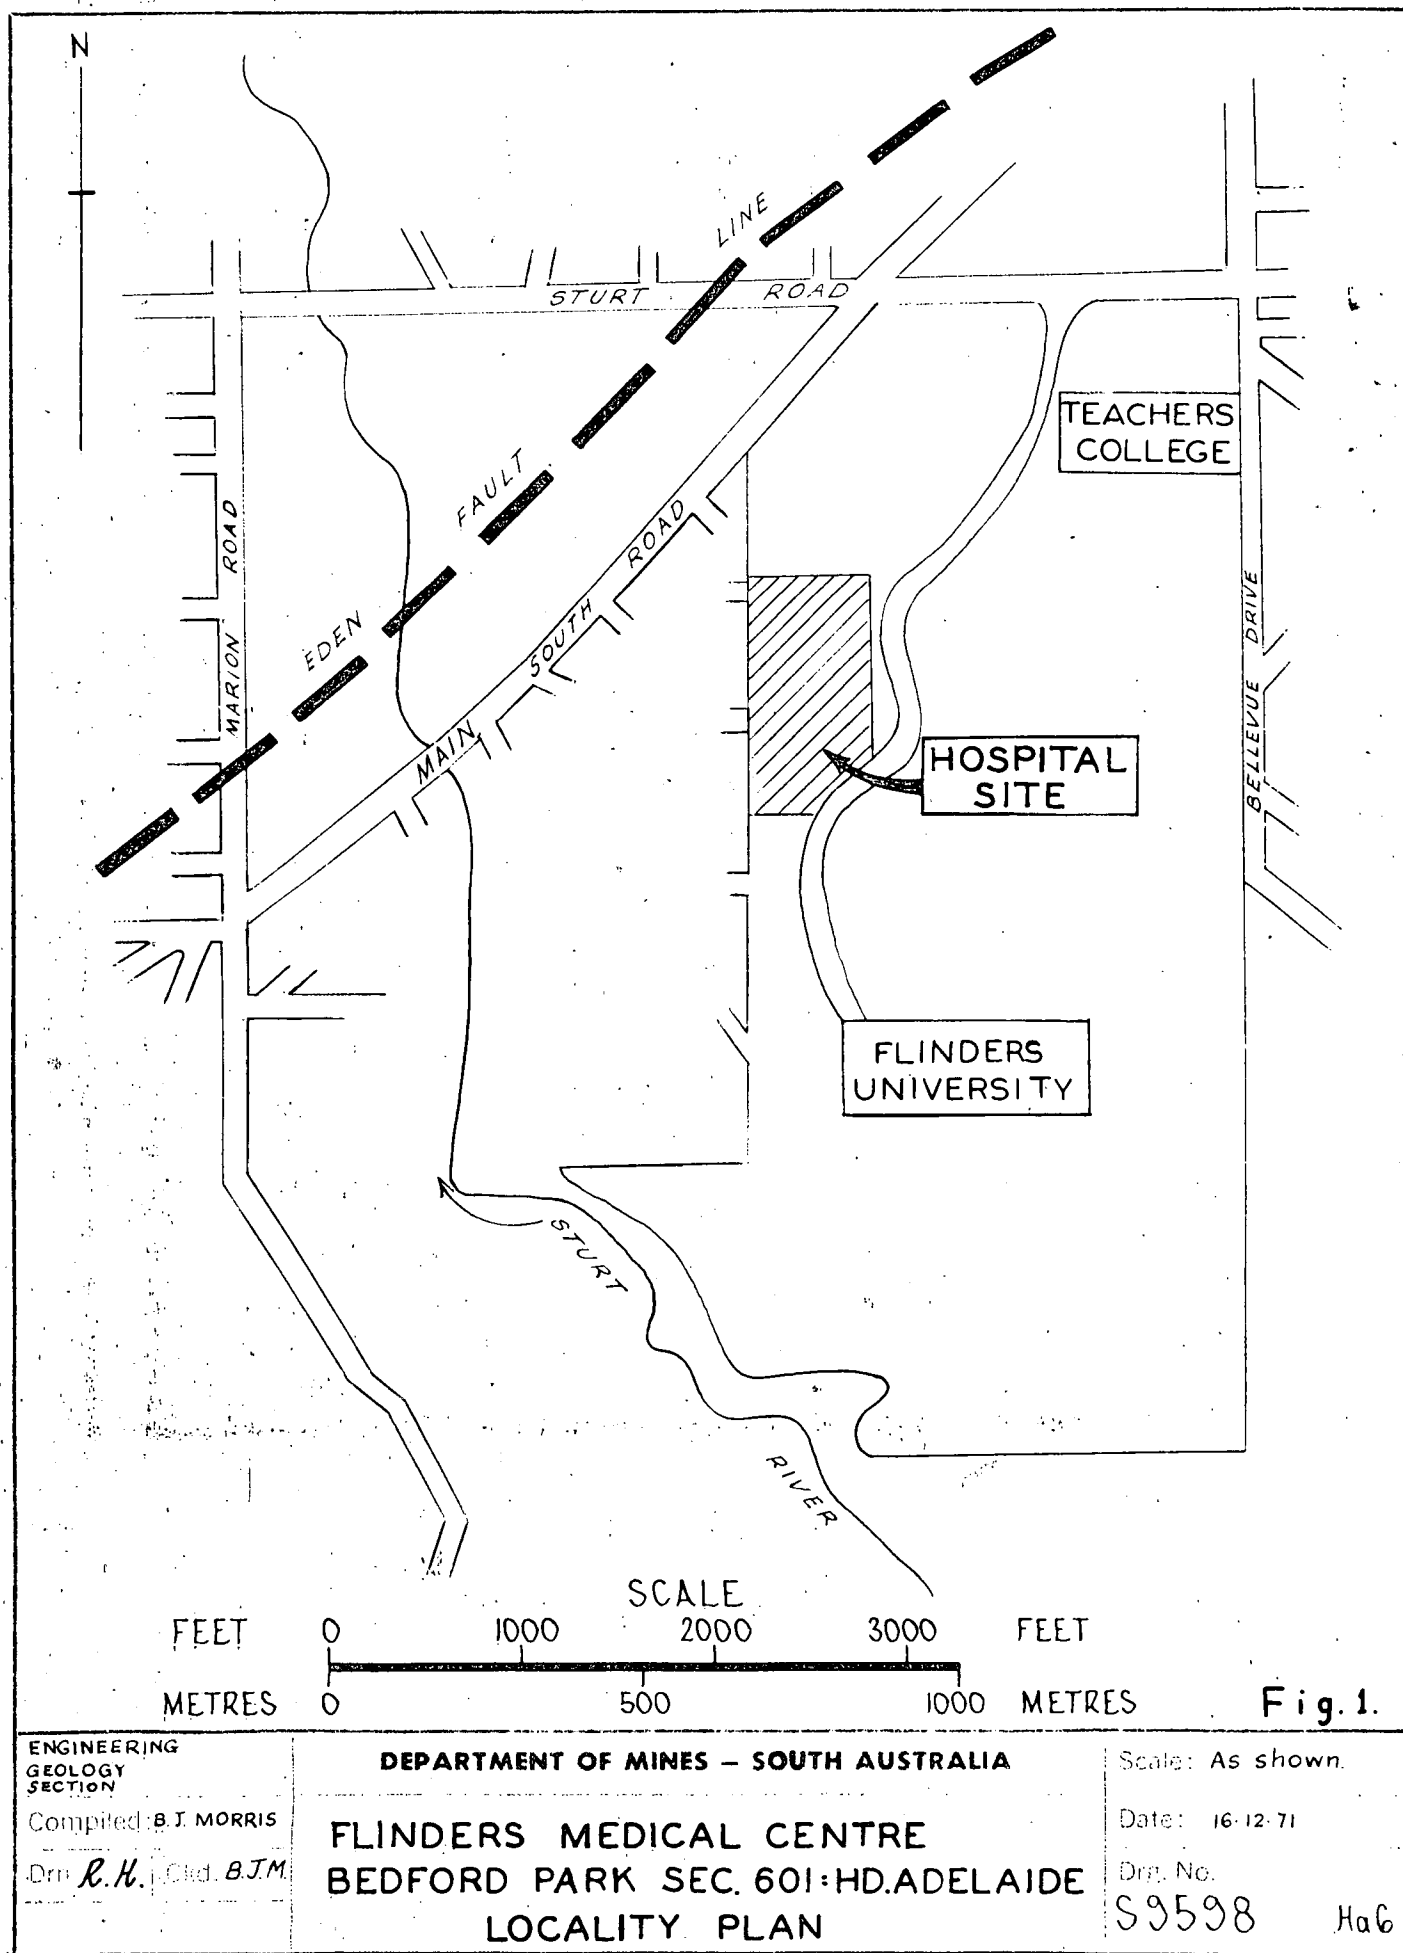 N
LINE
STURT ROAD
TEACHERS
COLLEGE
FAULT
ROAD
MARION
EDEN
MAIN SOUTH ROAD
BELLEVUE DRIVE
HOSPITAL
SITE
FLINDERS
UNIVERSITY
STURT
RIVER
SCALE
FEET 0 1000 2000 3000 FEET
METRES 0 500 1000 METRES
Fig. 1.
ENGINEERING
GEOLOGY
SECTION
Compiled: B.J. MORRIS
Drn R.H. Ckd. B.J.M.
DEPARTMENT OF MINES – SOUTH AUSTRALIA
FLINDERS MEDICAL CENTRE
BEDFORD PARK SEC. 601:HD.ADELAIDE
LOCALITY PLAN
Scale: As shown.
Date: 16·12·71
Drg. No.
S9598 Ha6